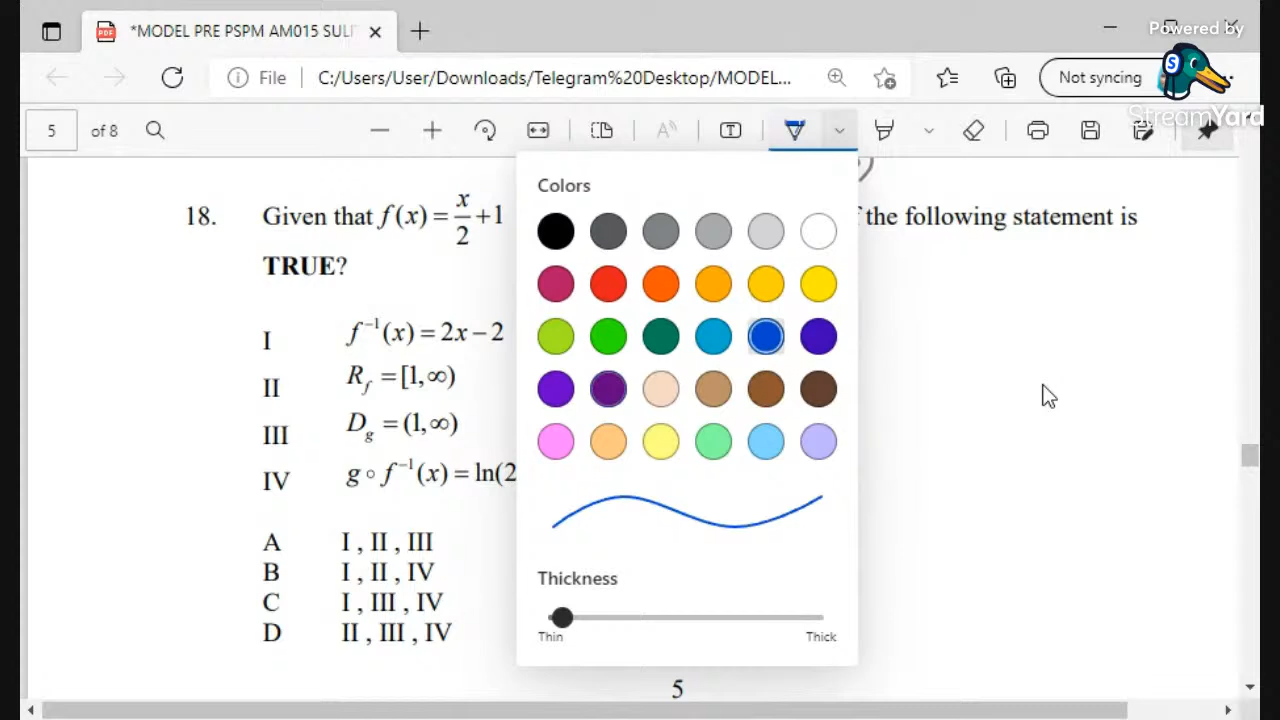 Powered by
*MODEL PRE PSPM AM015 SULI
File C:/Users/User/Downloads/Telegram%20Desktop/MODEL... Not syncing
StreamYard
5 of 8
Colors
18. Given that f(x) = x/2 + 1 the following statement is
TRUE?
I f⁻¹(x) = 2x − 2
II R_f = [1, ∞)
III D_g = (1, ∞)
IV g ∘ f⁻¹(x) = ln(2
A I , II , III
B I , II , IV
C I , III , IV
D II , III , IV
Thickness
Thin Thick
5